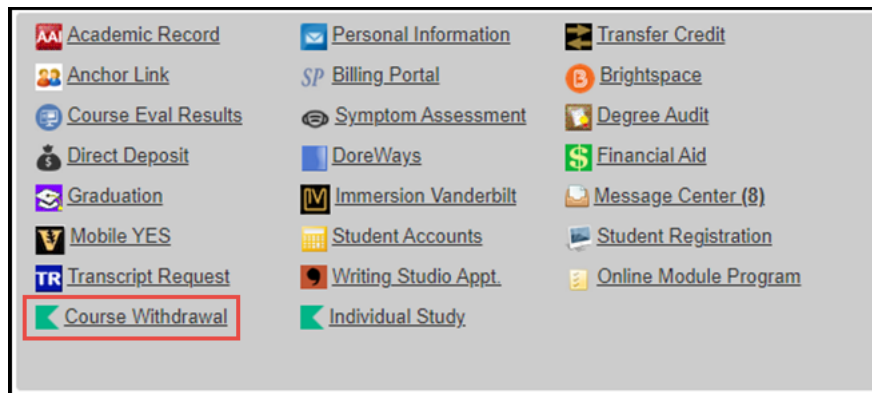 AAI Academic Record Personal Information Transfer Credit
Anchor Link SP Billing Portal B Brightspace
Course Eval Results Symptom Assessment Degree Audit
Direct Deposit DoreWays $ Financial Aid
Graduation IV Immersion Vanderbilt Message Center (8)
V Mobile YES Student Accounts Student Registration
TR Transcript Request Writing Studio Appt. Online Module Program
Course Withdrawal Individual Study